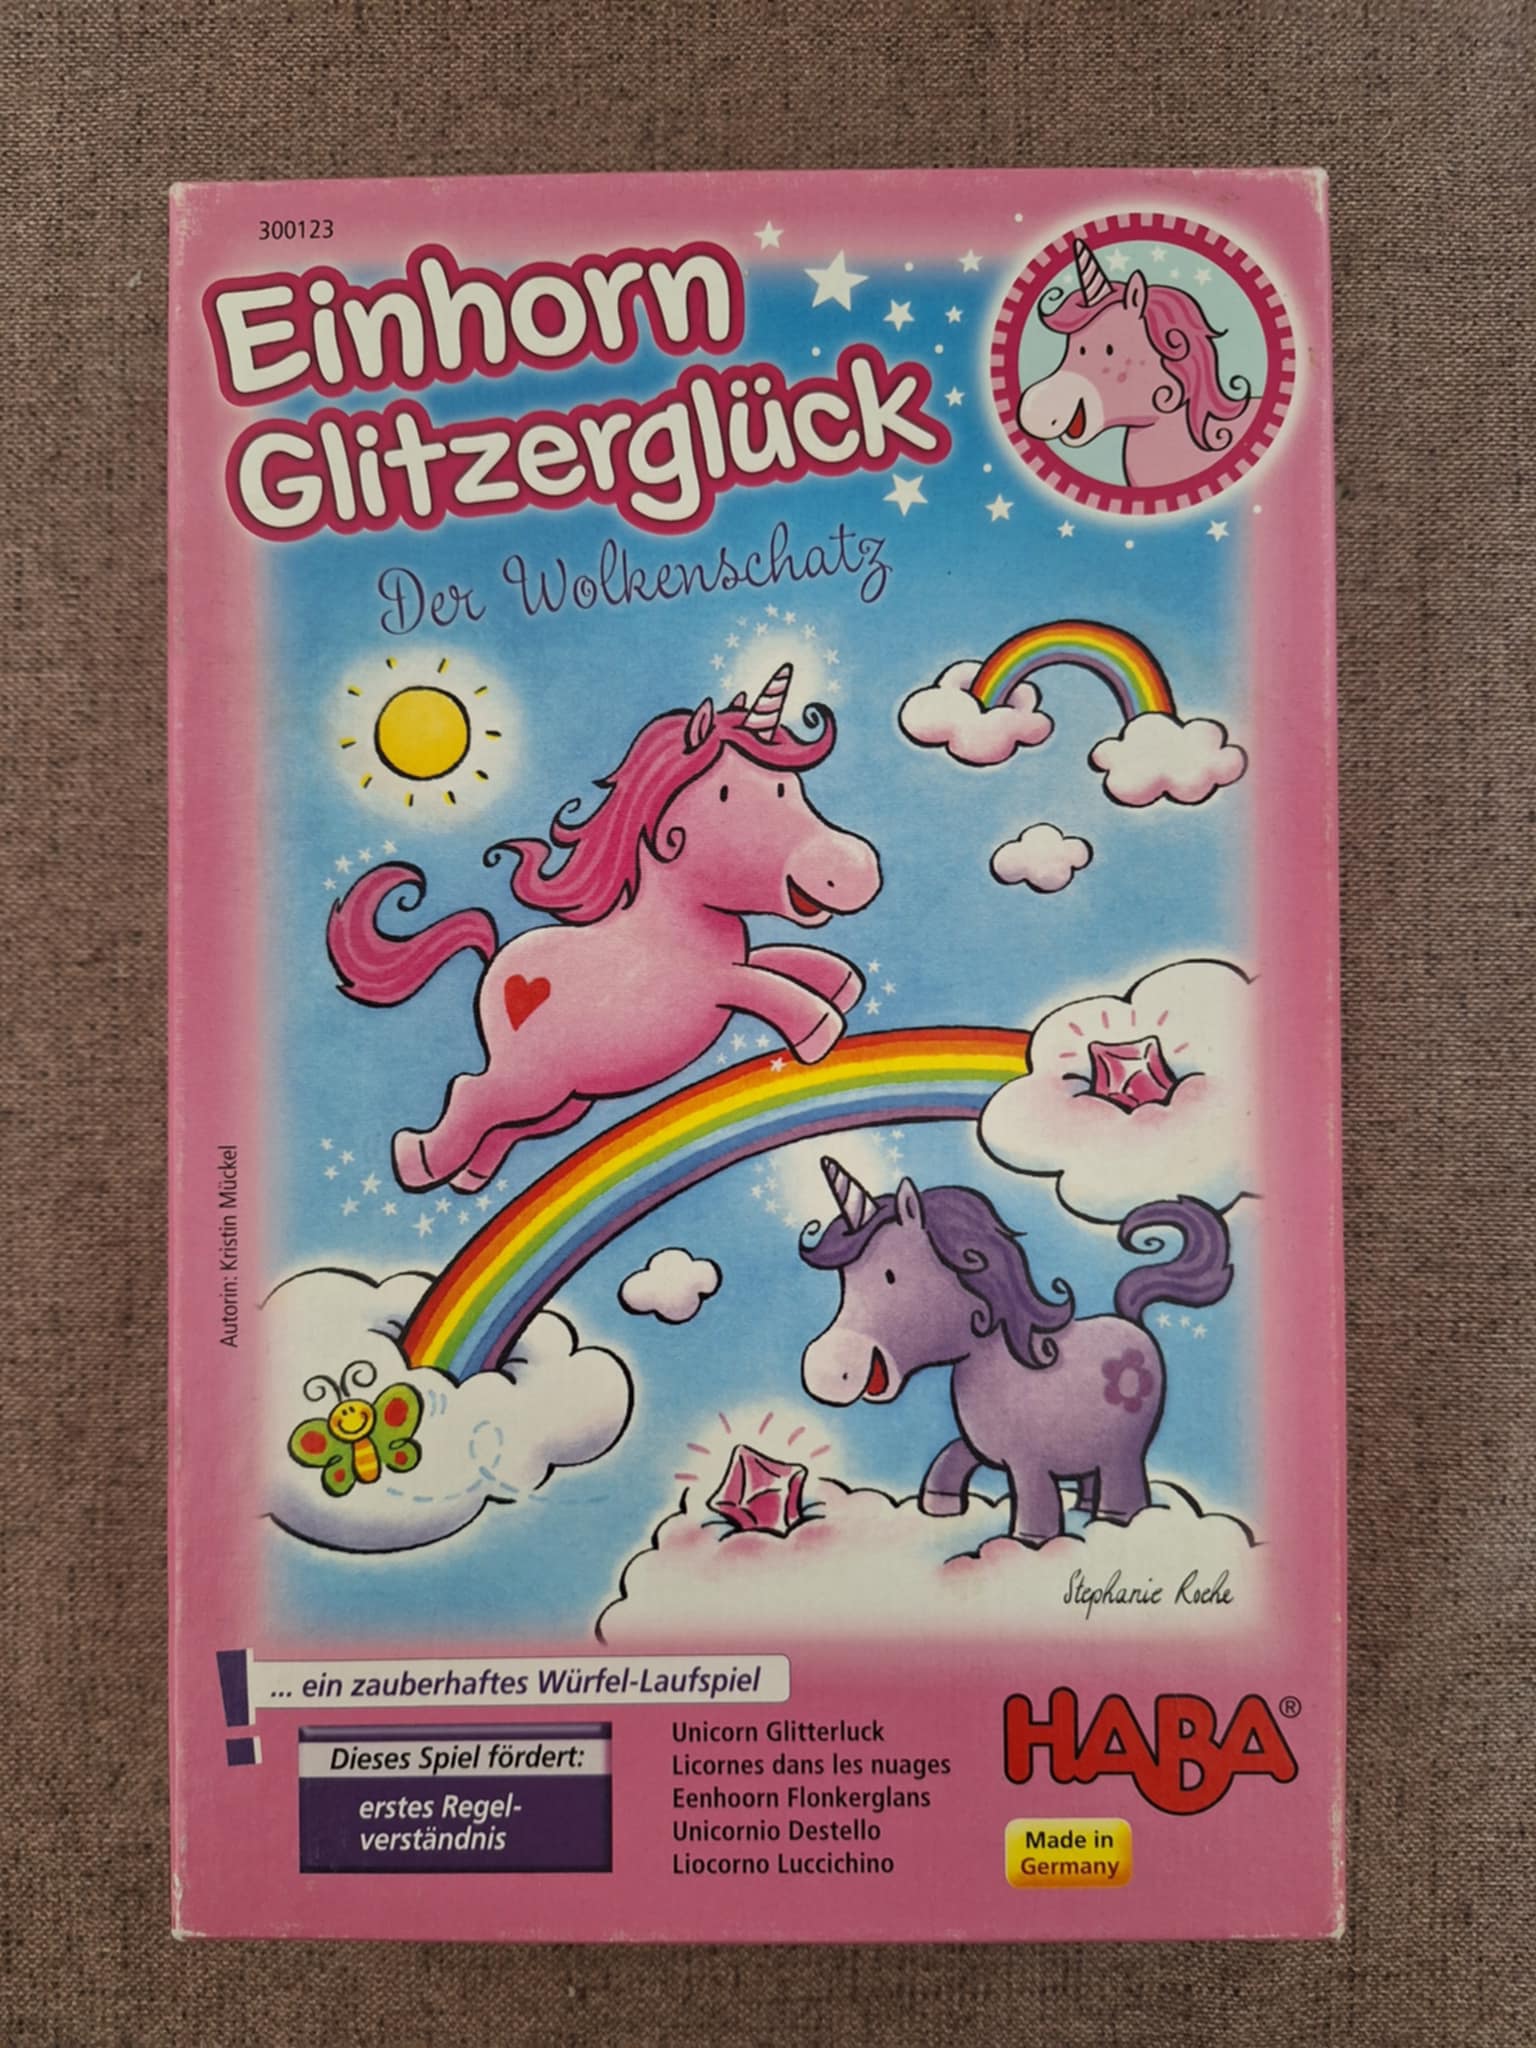 300123
Einhorn
Glitzerglück
Der Wolkenschatz
Autorin: Kristin Mückel
Stephanie Roehe
... ein zauberhaftes Würfel-Laufspiel
Dieses Spiel fördert:
erstes Regel-
verständnis
Unicorn Glitterluck
Licornes dans les nuages
Eenhoorn Flonkerglans
Unicornio Destello
Liocorno Luccichino
HABA®
Made in
Germany